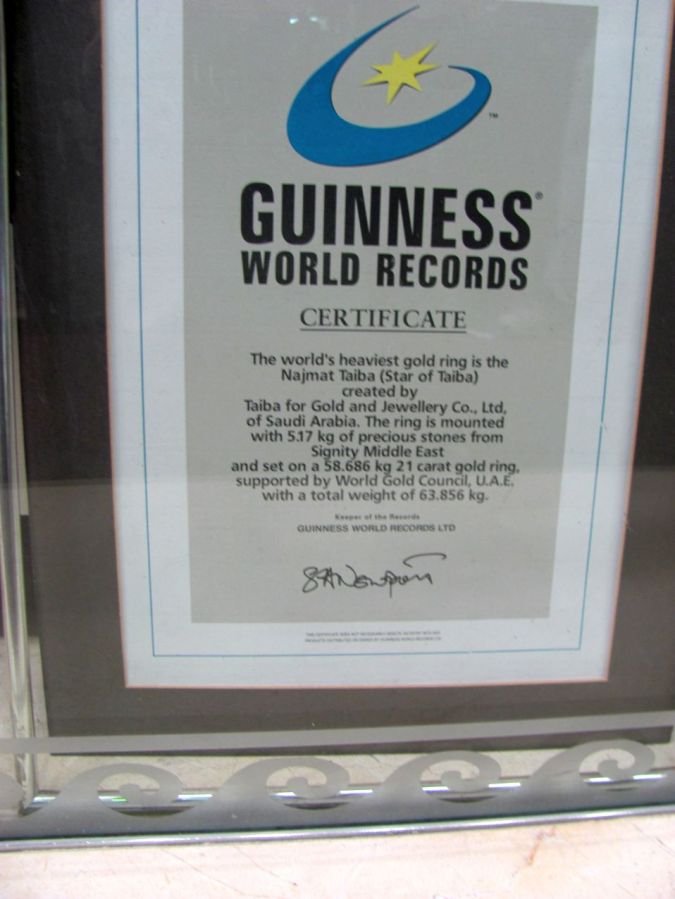 ™
GUINNESS®
WORLD RECORDS
CERTIFICATE
The world's heaviest gold ring is the
Najmat Taiba (Star of Taiba)
created by
Taiba for Gold and Jewellery Co., Ltd,
of Saudi Arabia. The ring is mounted
with 5.17 kg of precious stones from
Signity Middle East
and set on a 58.686 kg 21 carat gold ring,
supported by World Gold Council, U.A.E.
with a total weight of 63.856 kg.
Keeper of the Records
GUINNESS WORLD RECORDS LTD